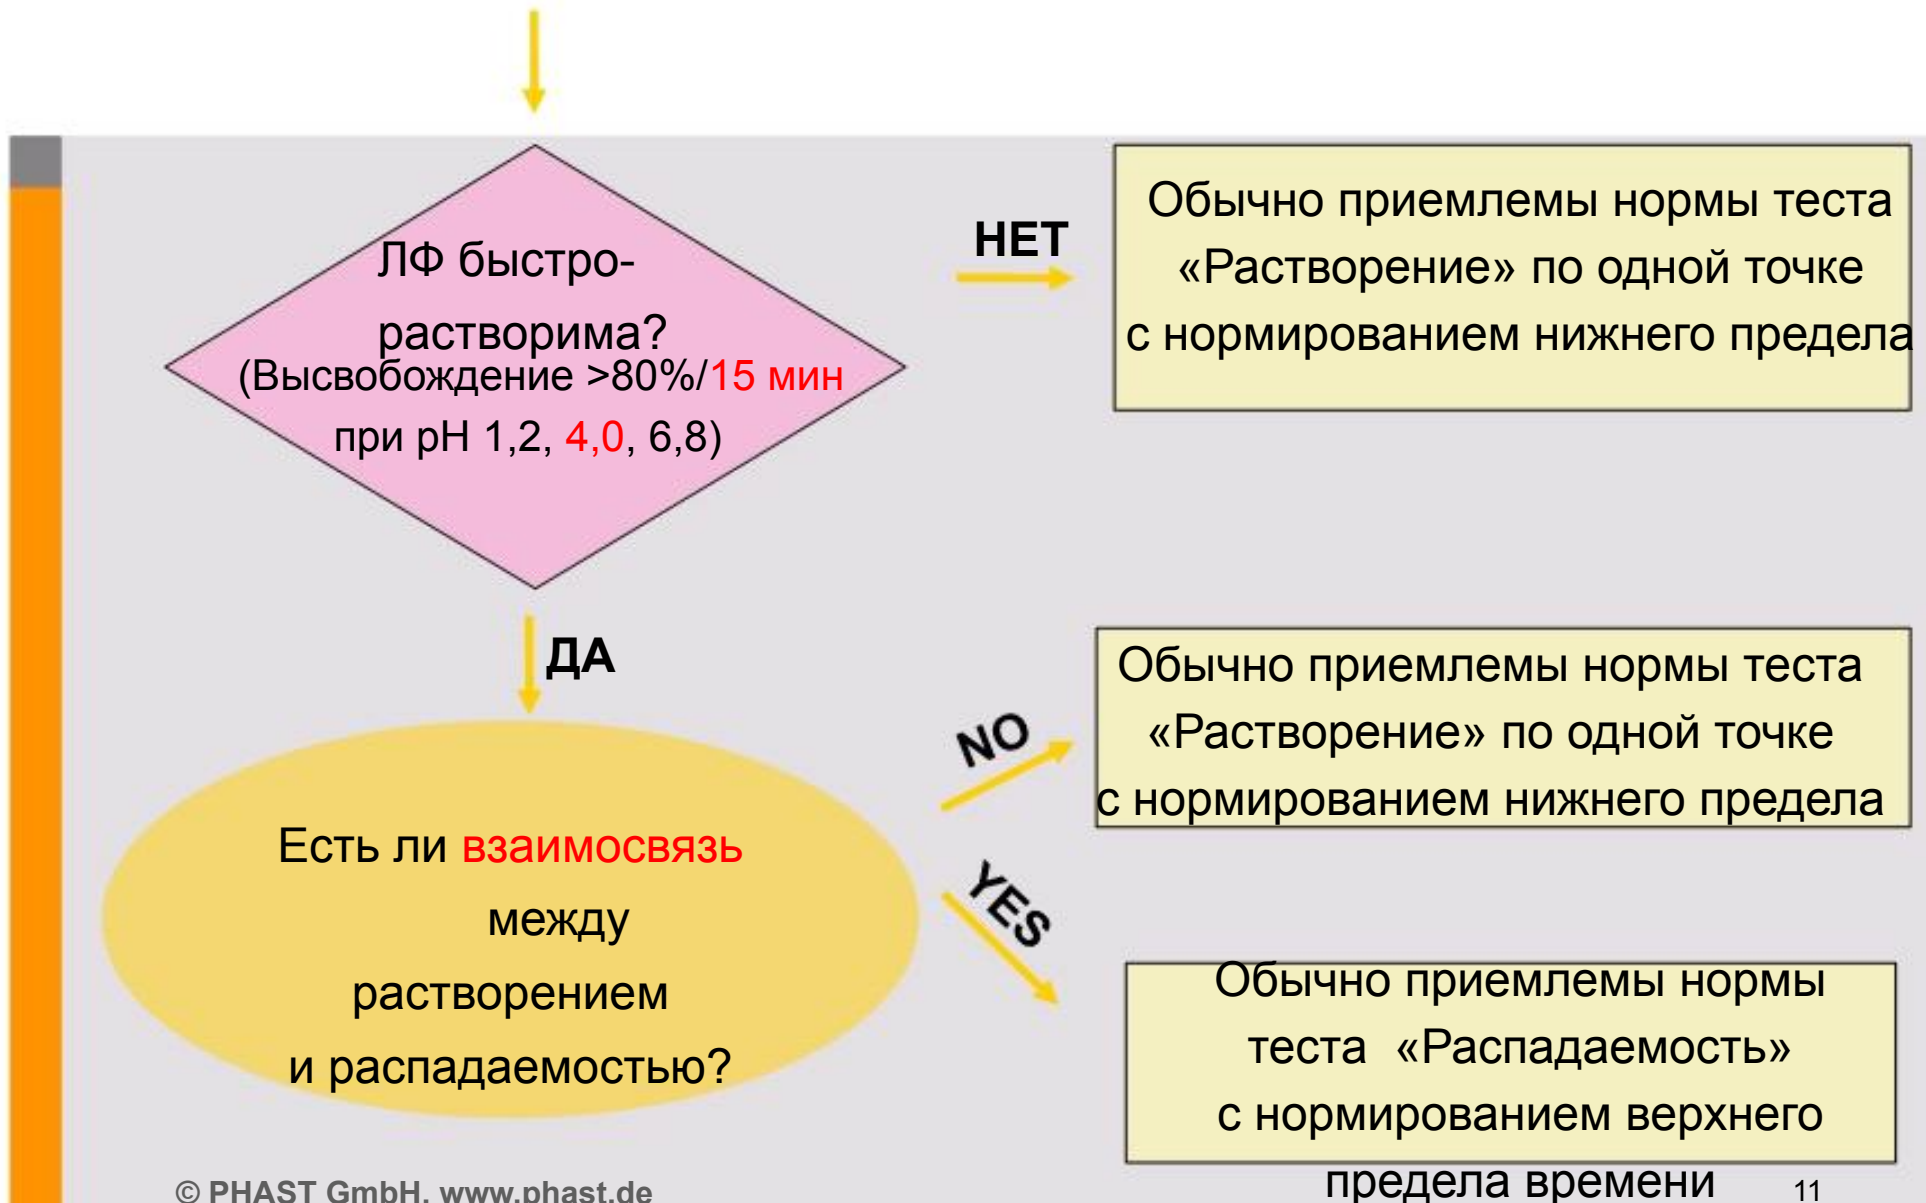 ЛФ быстро-
растворима?
(Высвобождение >80%/15 мин
при pH 1,2, 4,0, 6,8)
НЕТ
Обычно приемлемы нормы теста
«Растворение» по одной точке
с нормированием нижнего предела
ДА
Есть ли взаимосвязь
между
растворением
и распадаемостью?
NO
Обычно приемлемы нормы теста
«Растворение» по одной точке
с нормированием нижнего предела
YES
Обычно приемлемы нормы
теста «Распадаемость»
с нормированием верхнего
предела времени
© PHAST GmbH, www.phast.de
11